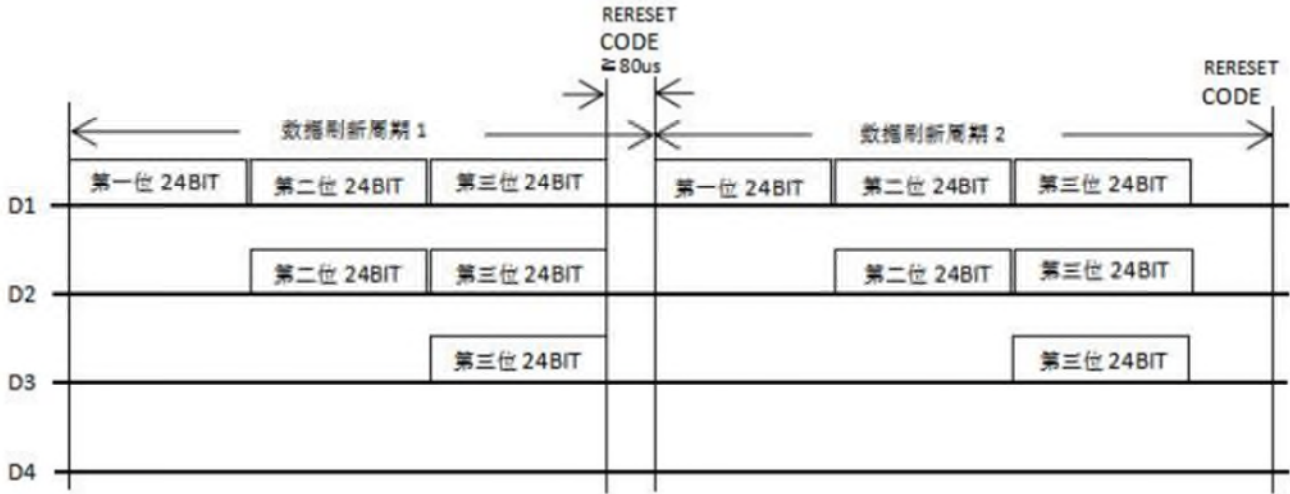 RERESET
CODE
≧80us
RERESET
CODE
数据刷新周期 1
数据刷新周期 2
第一位 24BIT
第二位 24BIT
第三位 24BIT
第一位 24BIT
第二位 24BIT
第三位 24BIT
D1
第二位 24BIT
第三位 24BIT
第二位 24BIT
第三位 24BIT
D2
第三位 24BIT
第三位 24BIT
D3
D4